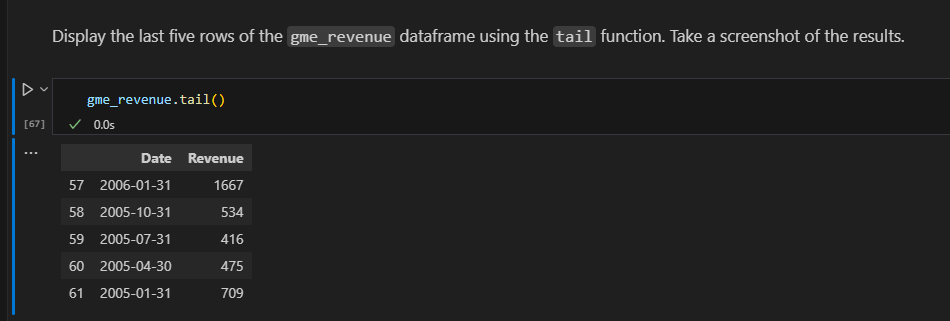 Display the last five rows of the gme_revenue dataframe using the tail function. Take a screenshot of the results.
gme_revenue.tail()
[67] 0.0s
...
Date Revenue
57 2006-01-31 1667
58 2005-10-31 534
59 2005-07-31 416
60 2005-04-30 475
61 2005-01-31 709